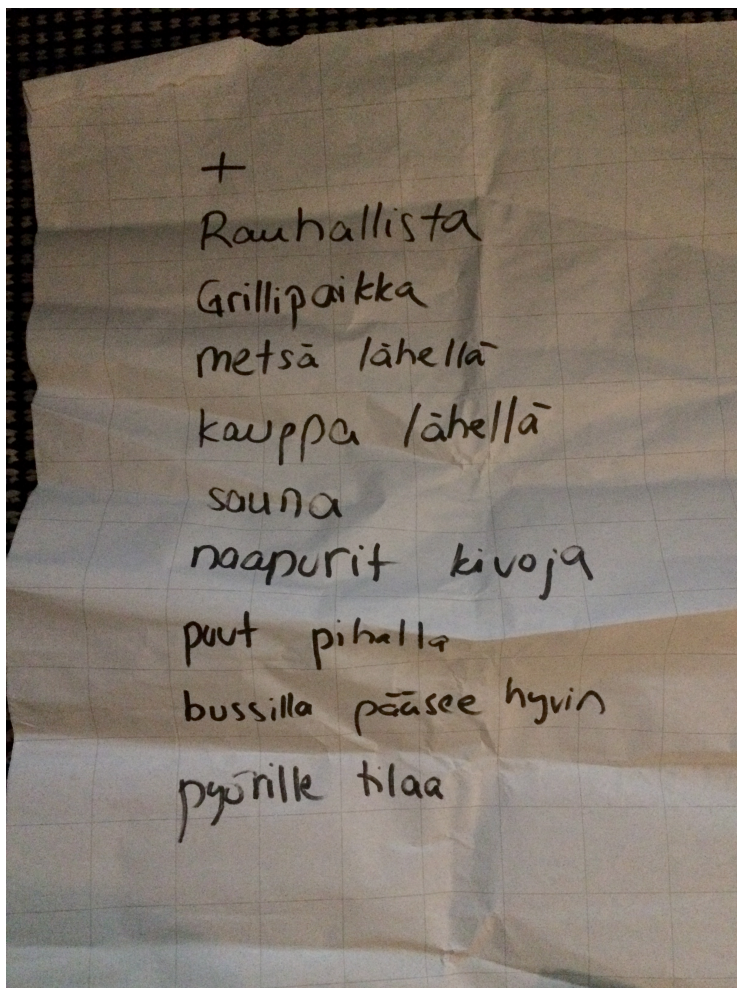 +
Rauhallista
Grillipaikka
metsä lähellä
kauppa lähellä
sauna
naapurit kivoja
puut pihalla
bussilla pääsee hyvin
pyörille tilaa